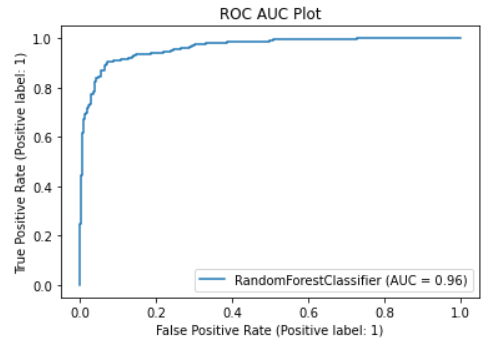 ROC AUC Plot
True Positive Rate (Positive label: 1)
1.0
0.8
0.6
0.4
0.2
0.0
RandomForestClassifier (AUC = 0.96)
0.0 0.2 0.4 0.6 0.8 1.0
False Positive Rate (Positive label: 1)